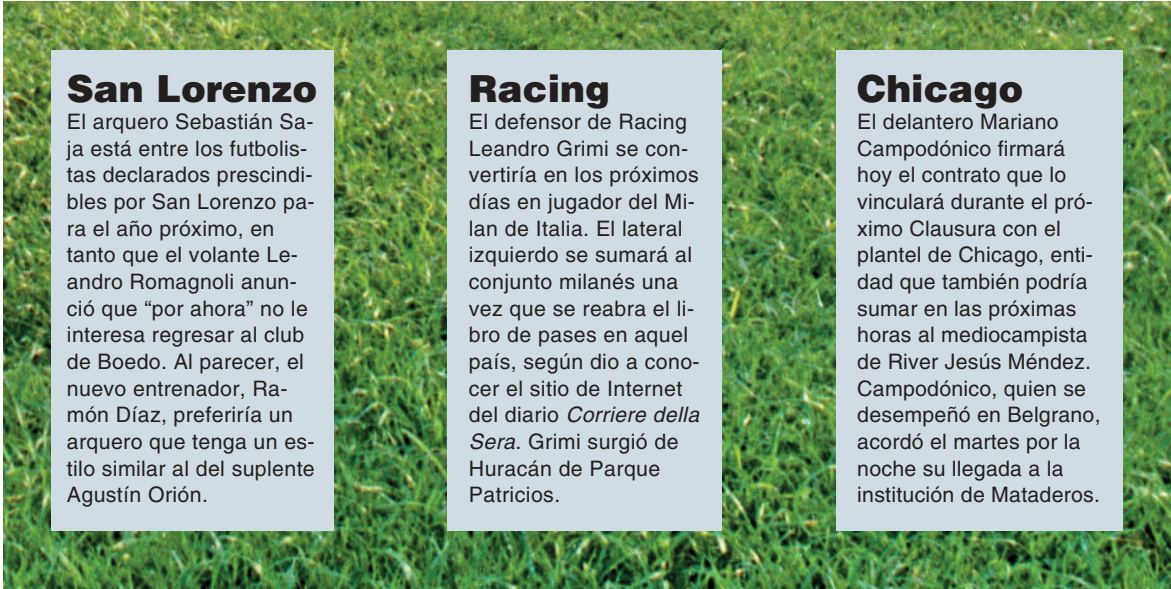 San Lorenzo
El arquero Sebastián Sa-
ja está entre los futbolis-
tas declarados prescindi-
bles por San Lorenzo pa-
ra el año próximo, en
tanto que el volante Le-
andro Romagnoli anun-
ció que “por ahora” no le
interesa regresar al club
de Boedo. Al parecer, el
nuevo entrenador, Ra-
món Díaz, preferiría un
arquero que tenga un es-
tilo similar al del suplente
Agustín Orión.
Racing
El defensor de Racing
Leandro Grimi se con-
vertiría en los próximos
días en jugador del Mi-
lan de Italia. El lateral
izquierdo se sumará al
conjunto milanés una
vez que se reabra el li-
bro de pases en aquel
país, según dio a cono-
cer el sitio de Internet
del diario Corriere della
Sera. Grimi surgió de
Huracán de Parque
Patricios.
Chicago
El delantero Mariano
Campodónico firmará
hoy el contrato que lo
vinculará durante el pró-
ximo Clausura con el
plantel de Chicago, enti-
dad que también podría
sumar en las próximas
horas al mediocampista
de River Jesús Méndez.
Campodónico, quien se
desempeñó en Belgrano,
acordó el martes por la
noche su llegada a la
institución de Mataderos.